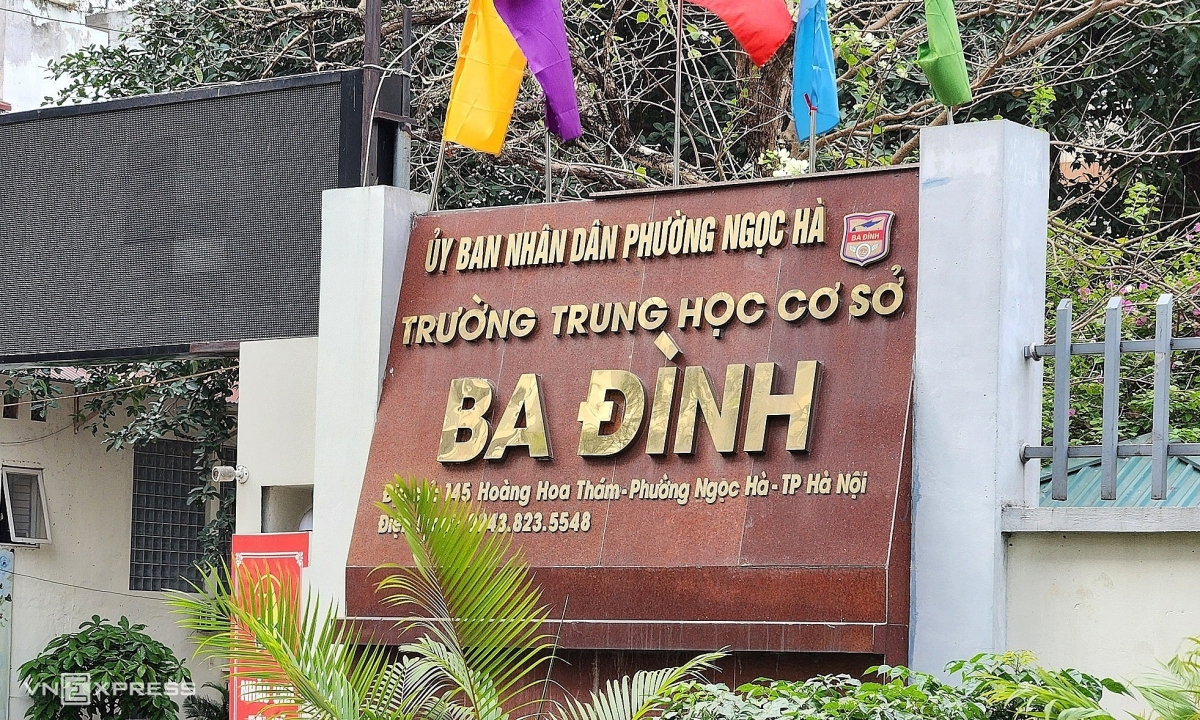 ỦY BAN NHÂN DÂN PHƯỜNG NGỌC HÀ
BA ĐÌNH
TRƯỜNG TRUNG HỌC CƠ SỞ
BA ĐÌNH
145 Hoàng Hoa Thám - Phường Ngọc Hà - TP Hà Nội
043.823.5548
VNEXPRESS